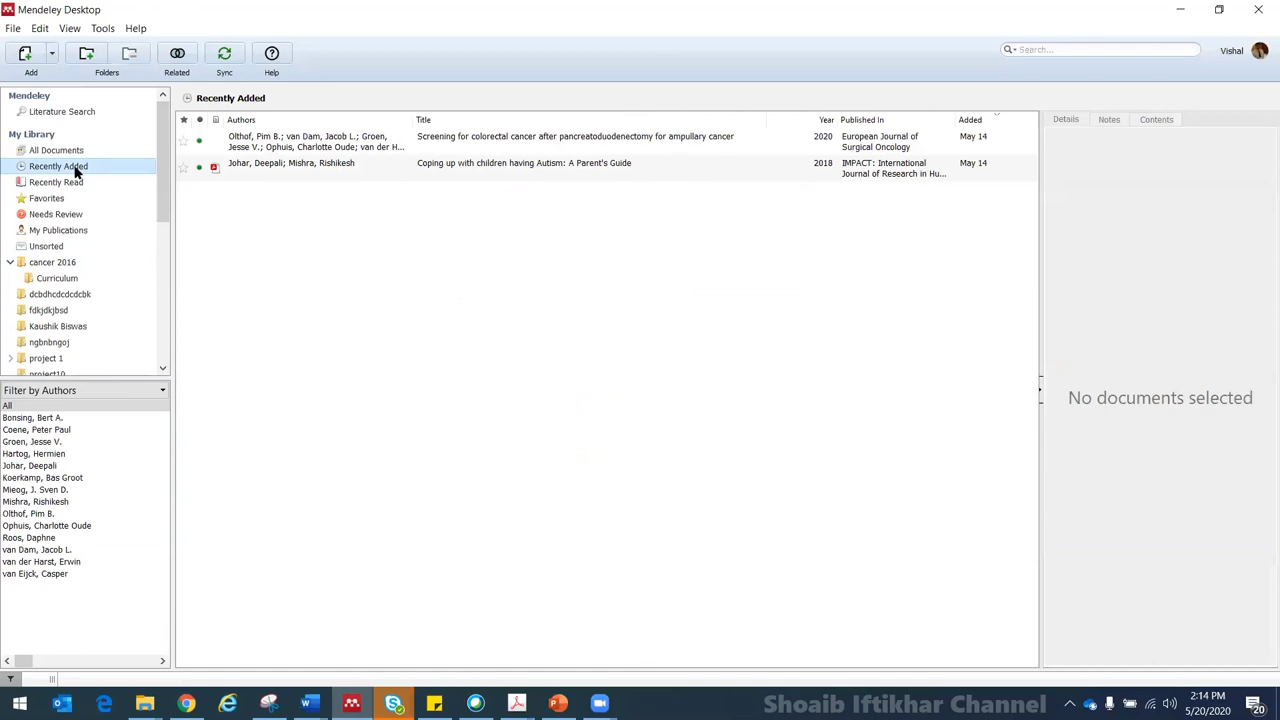 Mendeley Desktop
File Edit View Tools Help
Search...
Vishal
Add Folders Related Sync Help
Mendeley
Literature Search
My Library
All Documents
Recently Added
Recently Read
Favorites
Needs Review
My Publications
Unsorted
cancer 2016
Curriculum
dcbdhcdcdcdcbk
fdkjdkjbsd
Kaushik Biswas
ngbnbngoj
project 1
project10
Filter by Authors
All
Bonsing, Bert A.
Coene, Peter Paul
Groen, Jesse V.
Hartog, Hermien
Johar, Deepali
Koerkamp, Bas Groot
Mieog, J. Sven D.
Mishra, Rishikesh
Olthof, Pim B.
Ophuis, Charlotte Oude
Roos, Daphne
van Dam, Jacob L.
van der Harst, Erwin
van Eijck, Casper
Recently Added
Authors Title Year Published In Added
Olthof, Pim B.; van Dam, Jacob L.; Groen, Screening for colorectal cancer after pancreatoduodenectomy for ampullary cancer 2020 European Journal of May 14
Jesse V.; Ophuis, Charlotte Oude; van der H... Surgical Oncology
Johar, Deepali; Mishra, Rishikesh Coping up with children having Autism: A Parent's Guide 2018 IMPACT: International May 14
Journal of Research in Hu...
Details Notes Contents
No documents selected
Shoaib Iftikhar Channel
2:14 PM
5/20/2020
20